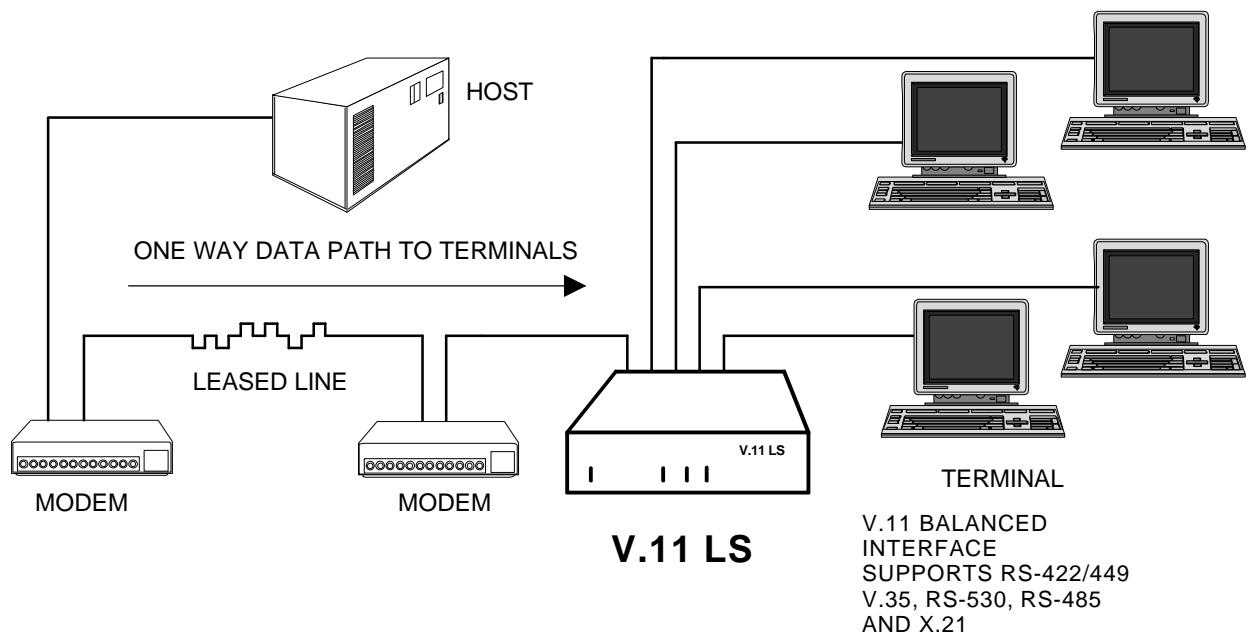 HOST
ONE WAY DATA PATH TO TERMINALS
LEASED LINE
MODEM
MODEM
V.11 LS
V.11 LS
TERMINAL
V.11 BALANCED
INTERFACE
SUPPORTS RS-422/449
V.35, RS-530, RS-485
AND X.21